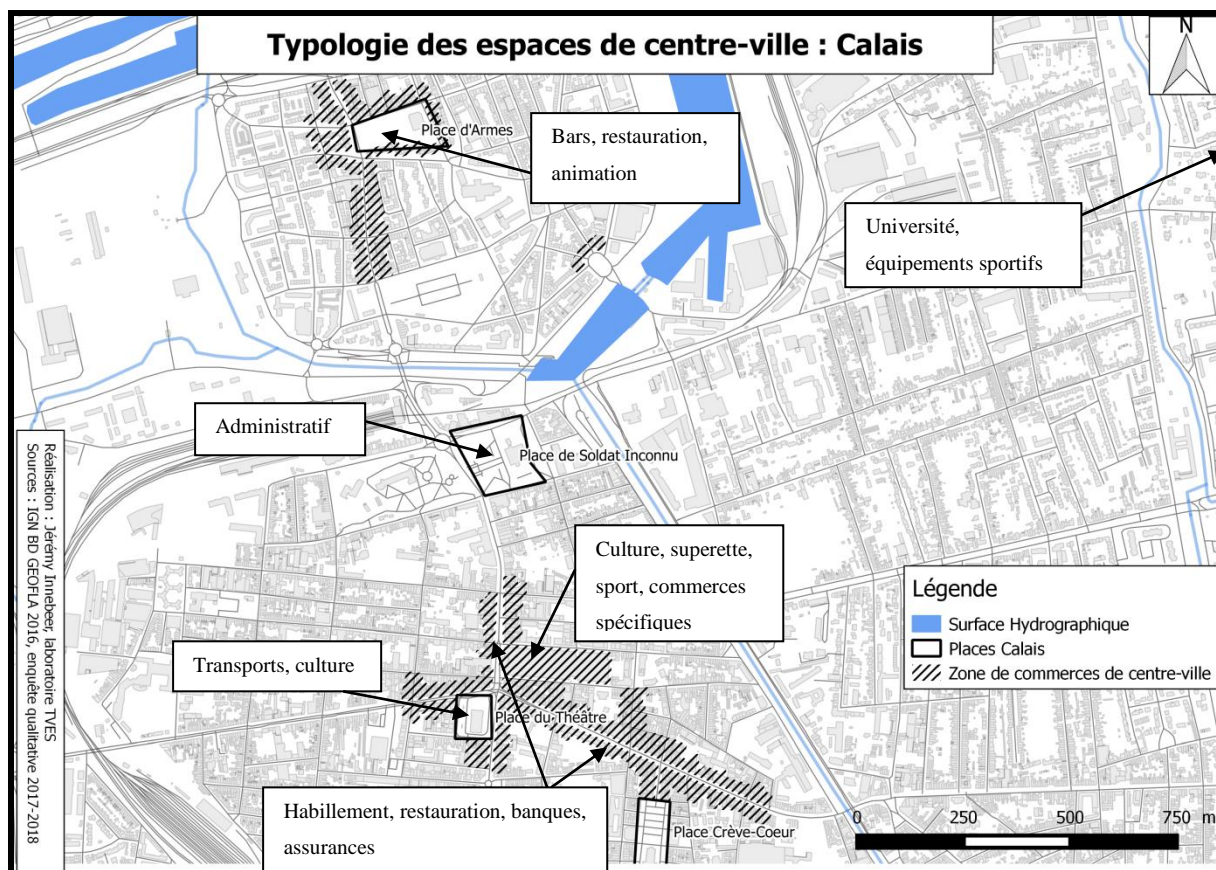 Typologie des espaces de centre-ville : Calais
N
Place d'Armes
Bars, restauration,
animation
Université,
équipements sportifs
Administratif
Place de Soldat Inconnu
Culture, superette,
sport, commerces
spécifiques
Transports, culture
Place du Théâtre
Habillement, restauration, banques,
assurances
Place Crève-Coeur
Légende
Surface Hydrographique
Places Calais
Zone de commerces de centre-ville
0 250 500 750 m
Réalisation : Jérémy Innebeer, laboratoire TVES
Sources : IGN BD GEOFLA 2016, enquête qualitative 2017-2018